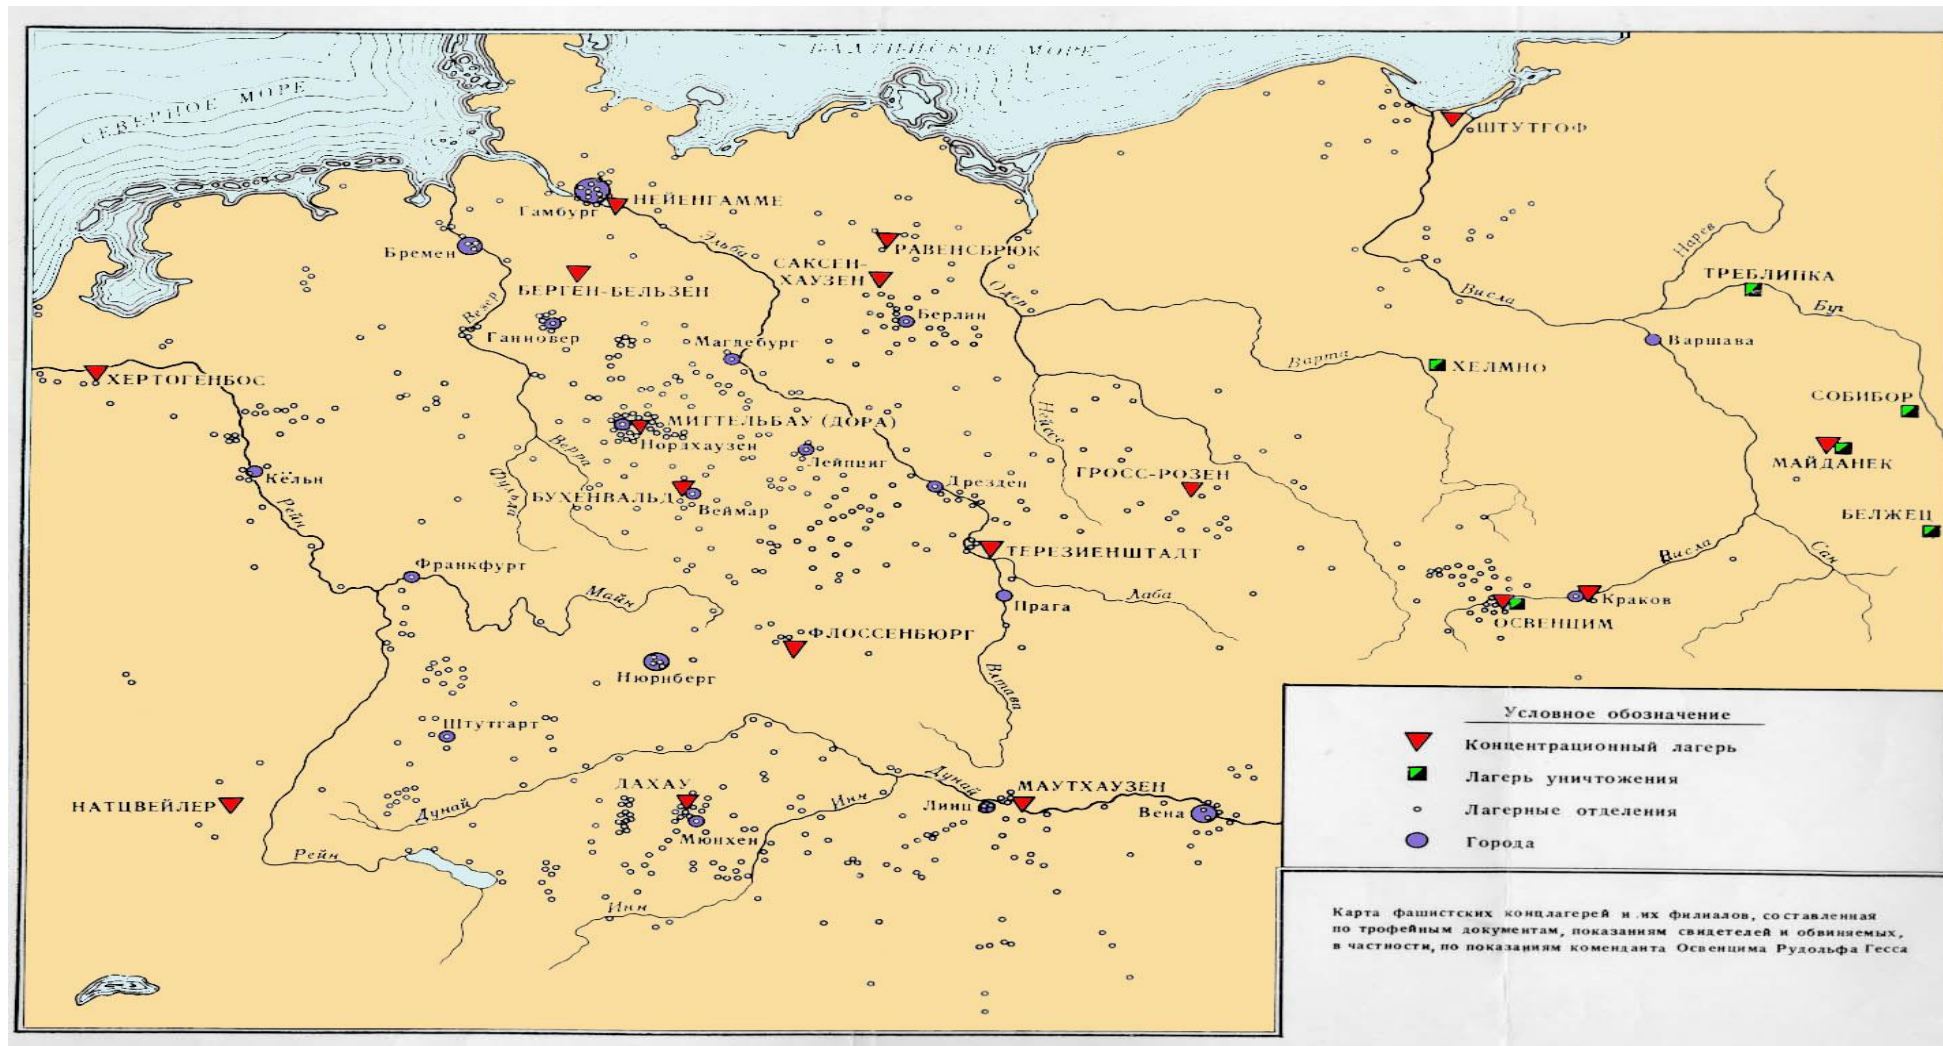 БАЛТИЙСКОЕ МОРЕ
СЕВЕРНОЕ МОРЕ
ШТУТГОФ
Гамбург
НЕЙЕНГАММЕ
Эльба
Бремен
РАВЕНСБРЮК
САКСЕН-
ХАУЗЕН
БЕРГЕН-БЕЛЬЗЕН
Везер
Одер
Висла
Нарев
ТРЕБЛИНКА
Буг
Ганновер
Магдебург
Берлин
Варшава
ХЕРТОГЕНБОС
Варта
ХЕЛМНО
СОБИБОР
МИТТЕЛЬБАУ (ДОРА)
Нордхаузен
Верра
Фульда
Лейпциг
Нейссе
МАЙДАНЕК
Кёльн
Рейн
БУХЕНВАЛЬД
Веймар
Дрезден
ГРОСС-РОЗЕН
БЕЛЖЕЦ
ТЕРЕЗИЕНШТАДТ
Висла
Сан
Франкфурт
Майн
Прага
Лаба
Краков
ОСВЕНЦИМ
ФЛОССЕНБЮРГ
Нюрнберг
Влтава
Штутгарт
НАТЦВЕЙЛЕР
Дунай
ДАХАУ
Мюнхен
Инн
Дунай
Линц
МАУТХАУЗЕН
Вена
Рейн
Инн
Условное обозначение
Концентрационный лагерь
Лагерь уничтожения
Лагерные отделения
Города
Карта фашистских концлагерей и их филиалов, составленная
по трофейным документам, показаниям свидетелей и обвиняемых,
в частности, по показаниям коменданта Освенцима Рудольфа Гесса